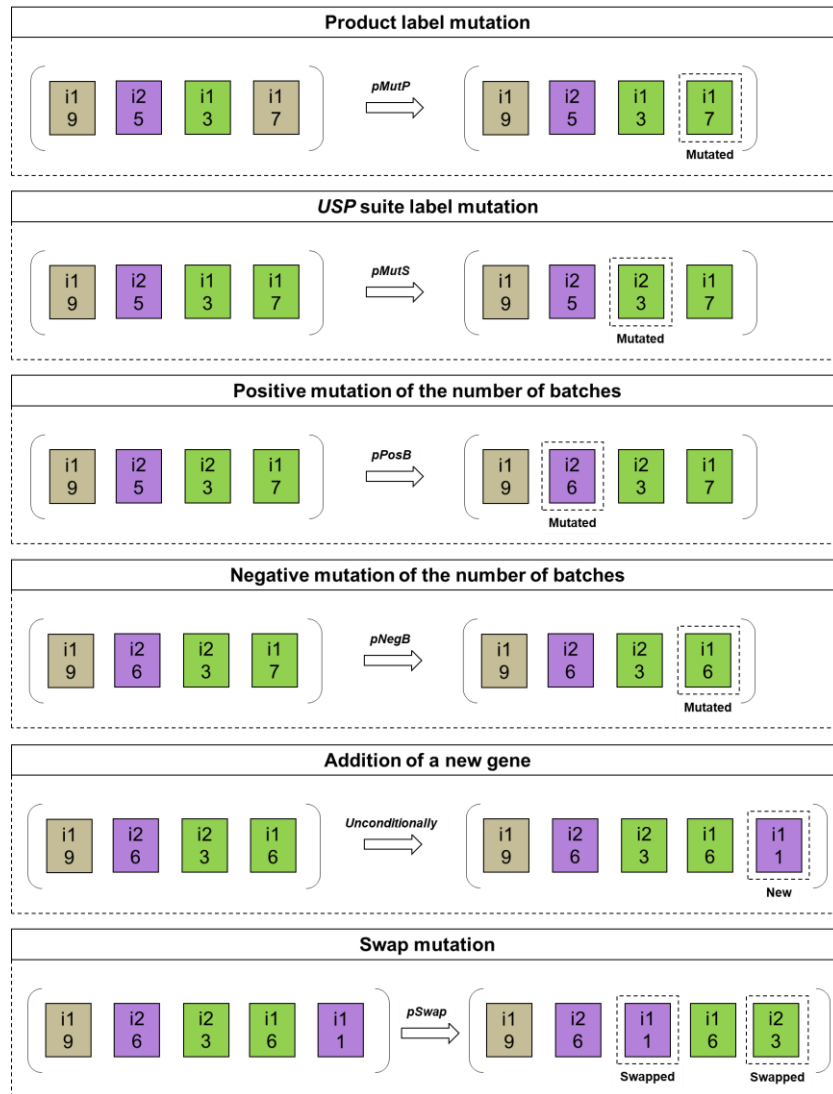 Product label mutation
i1 i2 i1 i1 pMutP i1 i2 i1 i1
9 5 3 7 9 5 3 7
Mutated
USP suite label mutation
i1 i2 i1 i1 pMutS i1 i2 i2 i1
9 5 3 7 9 5 3 7
Mutated
Positive mutation of the number of batches
i1 i2 i2 i1 pPosB i1 i2 i2 i1
9 5 3 7 9 6 3 7
Mutated
Negative mutation of the number of batches
i1 i2 i2 i1 pNegB i1 i2 i2 i1
9 6 3 7 9 6 3 6
Mutated
Addition of a new gene
i1 i2 i2 i1 Unconditionally i1 i2 i2 i1 i1
9 6 3 6 9 6 3 6 1
New
Swap mutation
i1 i2 i2 i1 i1 pSwap i1 i2 i1 i1 i2
9 6 3 6 1 9 6 1 6 3
Swapped Swapped